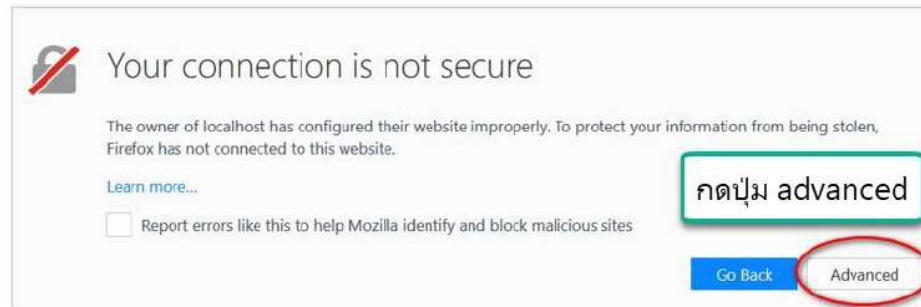 Your connection is not secure
The owner of localhost has configured their website improperly. To protect your information from being stolen,
Firefox has not connected to this website.
Learn more...
กดปุ่ม advanced
Report errors like this to help Mozilla identify and block malicious sites
Go Back
Advanced